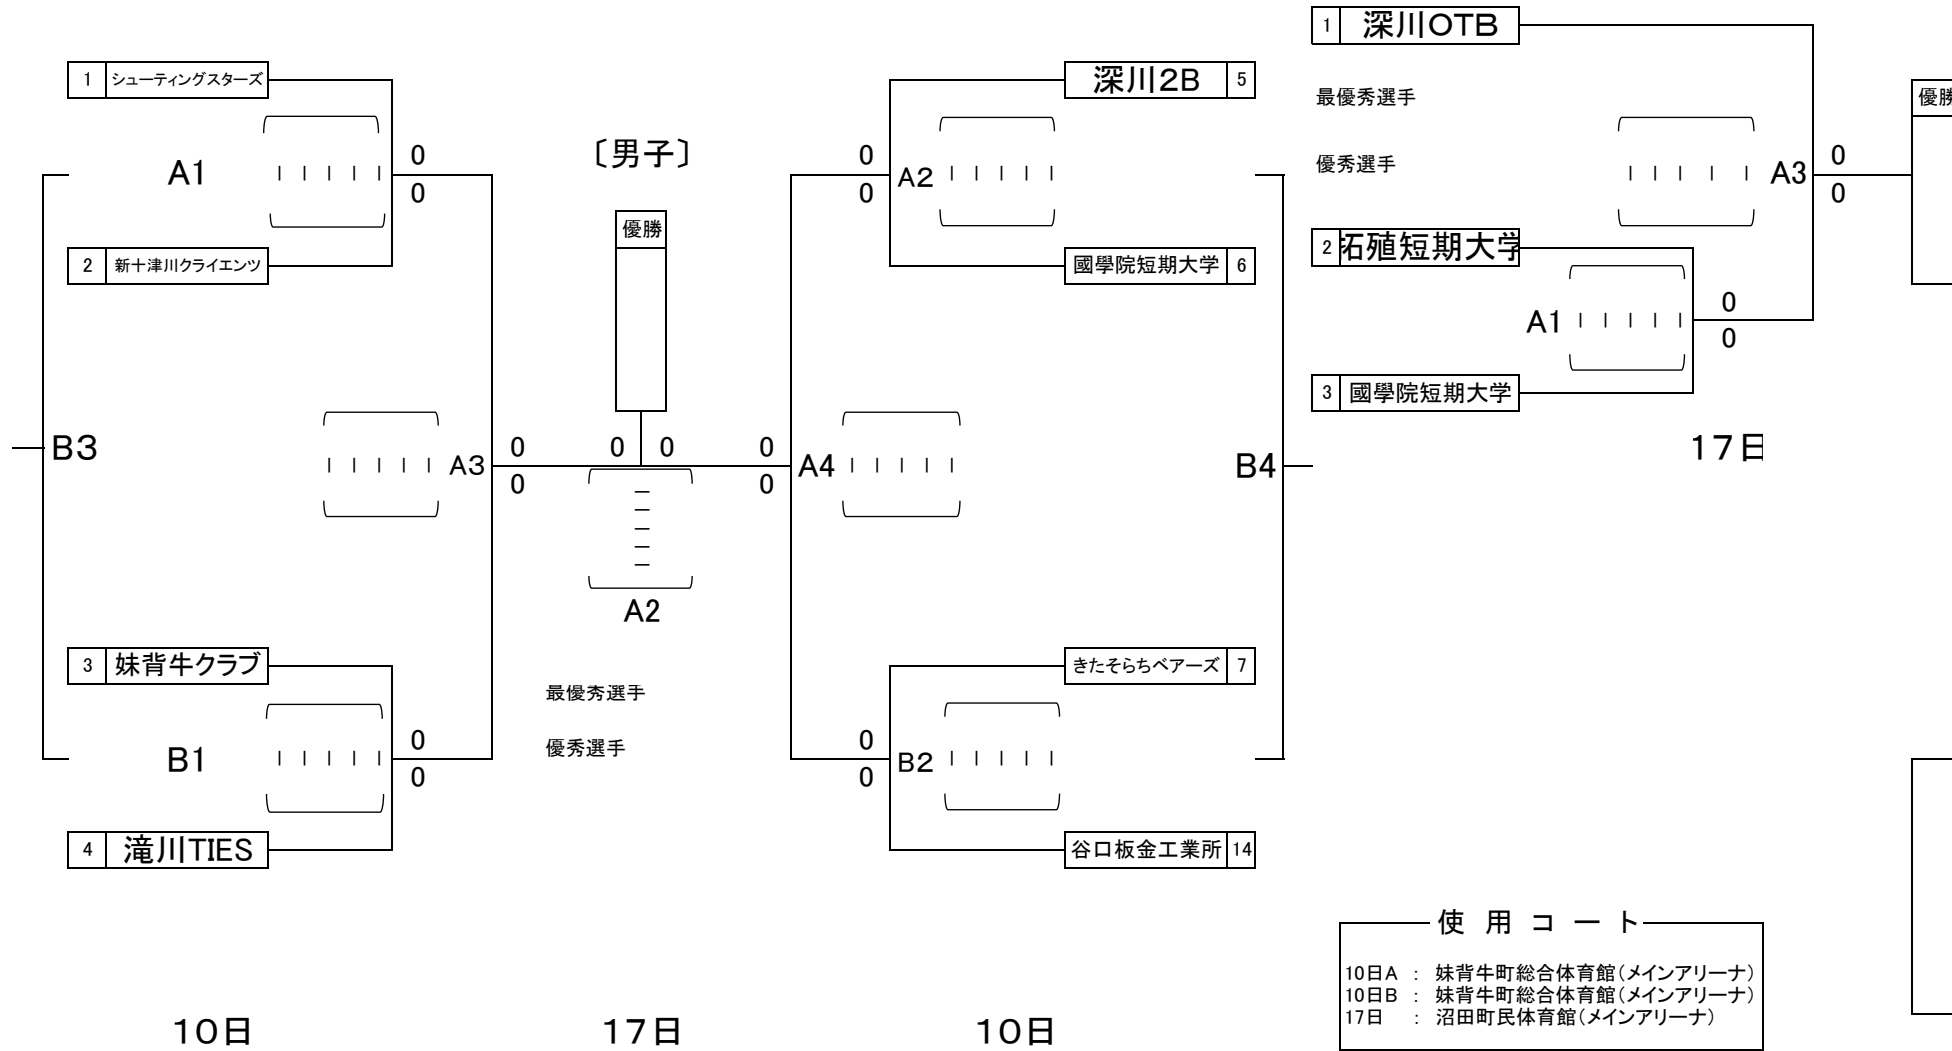 1 シューティングスターズ
A1
0
0
2 新十津川クライエンツ
B3
A3
0
0
3 妹背牛クラブ
B1
0
0
4 滝川TIES
10日
〔男子〕
優勝
0 0
A2
最優秀選手
優秀選手
17日
深川2B 5
0
0
A2
國學院短期大学 6
0
0
A4
B4
きたそらちベアーズ 7
0
0
B2
谷口板金工業所 14
10日
1 深川OTB
最優秀選手
優秀選手
A3
0
0
優勝
2 拓殖短期大学
A1
0
0
3 國學院短期大学
17日
使用コート
10日A : 妹背牛町総合体育館(メインアリーナ)
10日B : 妹背牛町総合体育館(メインアリーナ)
17日 : 沼田町民体育館(メインアリーナ)